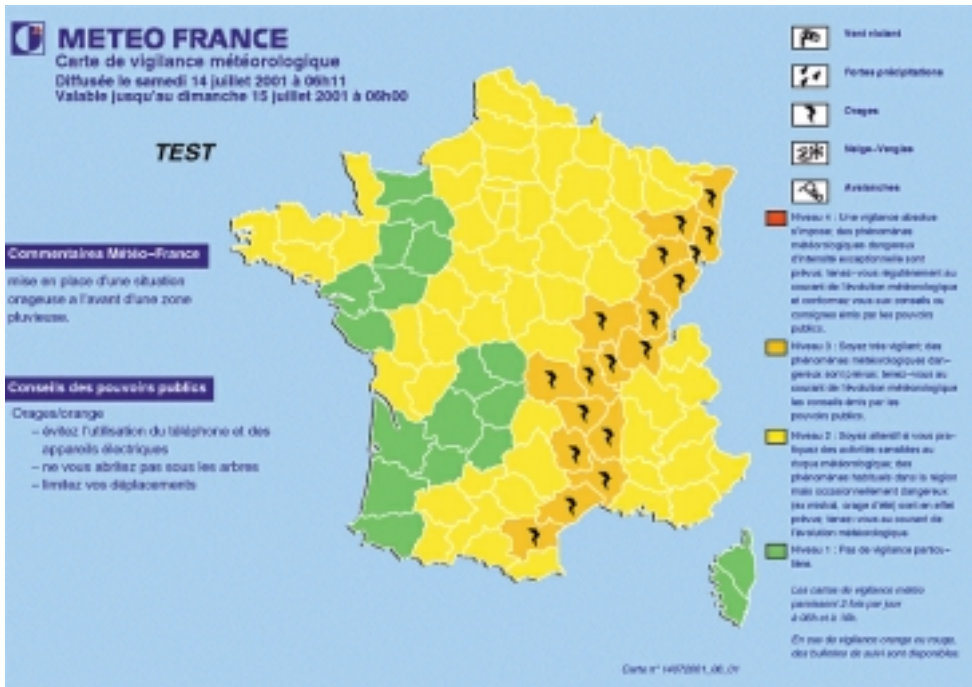 METEO FRANCE
Carte de vigilance météorologique
Diffusée le samedi 14 juillet 2001 à 06h11
Valable jusqu'au dimanche 15 juillet 2001 à 06h00
TEST
Commentaires Météo-France
mise en place d'une situation
orageuse a l'avant d'une zone
pluvieuse.
Conseils des pouvoirs publics
Orages/orange
– évitez l'utilisation du téléphone et des
appareils électriques
– ne vous abritez pas sous les arbres
– limitez vos déplacements
Vent violent
Fortes précipitations
Orages
Neige-Verglas
Avalanches
Niveau 4 : Une vigilance absolue
s'impose; des phénomènes
météorologiques dangereux
d'intensité exceptionnelle sont
prévus; tenez-vous régulièrement au
courant de l'évolution météorologique
et conformez vous aux conseils ou
consignes émis par les pouvoirs
publics.
Niveau 3 : Soyez très vigilant; des
phénomènes météorologiques dan-
gereux sont prévus; tenez-vous au
courant de l'évolution météorologique
les conseils émis par les
pouvoirs publics.
Niveau 2 : Soyez attentif si vous pra-
tiquez des activités sensibles au
risque météorologique; des
phénomènes habituels dans la région
mais occasionnellement dangereux
(ex mistral, orage d'été) sont en effet
prévus; tenez-vous au courant de
l'évolution météorologique.
Niveau 1 : Pas de vigilance particu-
lière.
Les cartes de vigilance météo
paraissent 2 fois par jour
à 06h et à 16h.
En cas de vigilance orange ou rouge,
des bulletins de suivi sont disponibles.
Carte n° 14072001_06_01